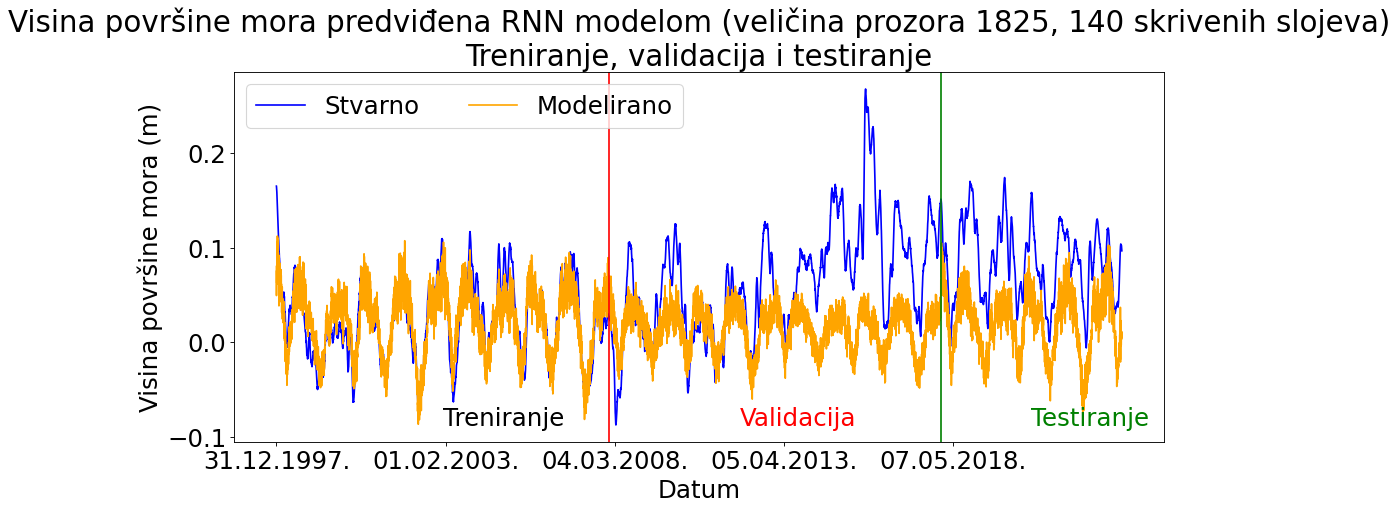 Visina površine mora predviđena RNN modelom (veličina prozora 1825, 140 skrivenih slojeva)
Treniranje, validacija i testiranje
Stvarno
Modelirano
Visina površine mora (m)
0.2
0.1
0.0
−0.1
Treniranje
Validacija
Testiranje
31.12.1997.
01.02.2003.
04.03.2008.
05.04.2013.
07.05.2018.
Datum